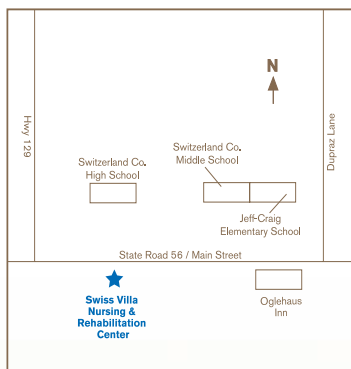 N
Hwy 129
Dupraz Lane
Switzerland Co.
High School
Switzerland Co.
Middle School
Jeff-Craig
Elementary School
State Road 56 / Main Street
Swiss Villa
Nursing &
Rehabilitation
Center
Oglehaus
Inn